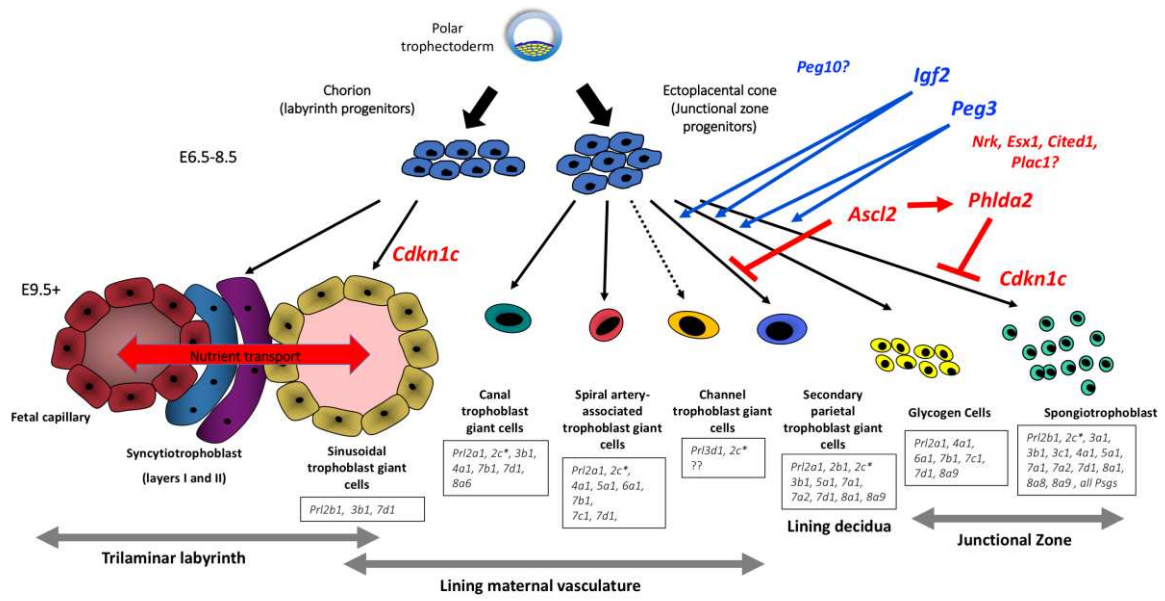 Polar
trophectoderm
Chorion
(labyrinth progenitors)
Ectoplacental cone
(Junctional zone
progenitors)
Peg10?
Igf2
Peg3
Nrk, Esx1, Cited1,
Plac1?
E6.5-8.5
Ascl2
Phlda2
Cdkn1c
Cdkn1c
E9.5+
Nutrient transport
Fetal capillary
Syncytiotrophoblast
(layers I and II)
Sinusoidal
trophoblast giant
cells
Prl2b1, 3b1, 7d1
Canal
trophoblast
giant cells
Prl2a1, 2c*, 3b1,
4a1, 7b1, 7d1,
8a6
Spiral artery-
associated
trophoblast giant
cells
Prl2a1, 2c*,
4a1, 5a1, 6a1,
7b1,
7c1, 7d1,
Channel
trophoblast giant
cells
Prl3d1, 2c*
??
Secondary
parietal
trophoblast giant
cells
Prl2a1, 2b1, 2c*
3b1, 5a1, 7a1,
7a2, 7d1, 8a1, 8a9
Glycogen Cells
Prl2a1, 4a1,
6a1, 7b1, 7c1,
7d1, 8a9
Spongiotrophoblast
Prl2b1, 2c*, 3a1,
3b1, 3c1, 4a1, 5a1,
7a1, 7a2, 7d1, 8a1,
8a8, 8a9 , all Psgs
Lining decidua
Junctional Zone
Trilaminar labyrinth
Lining maternal vasculature